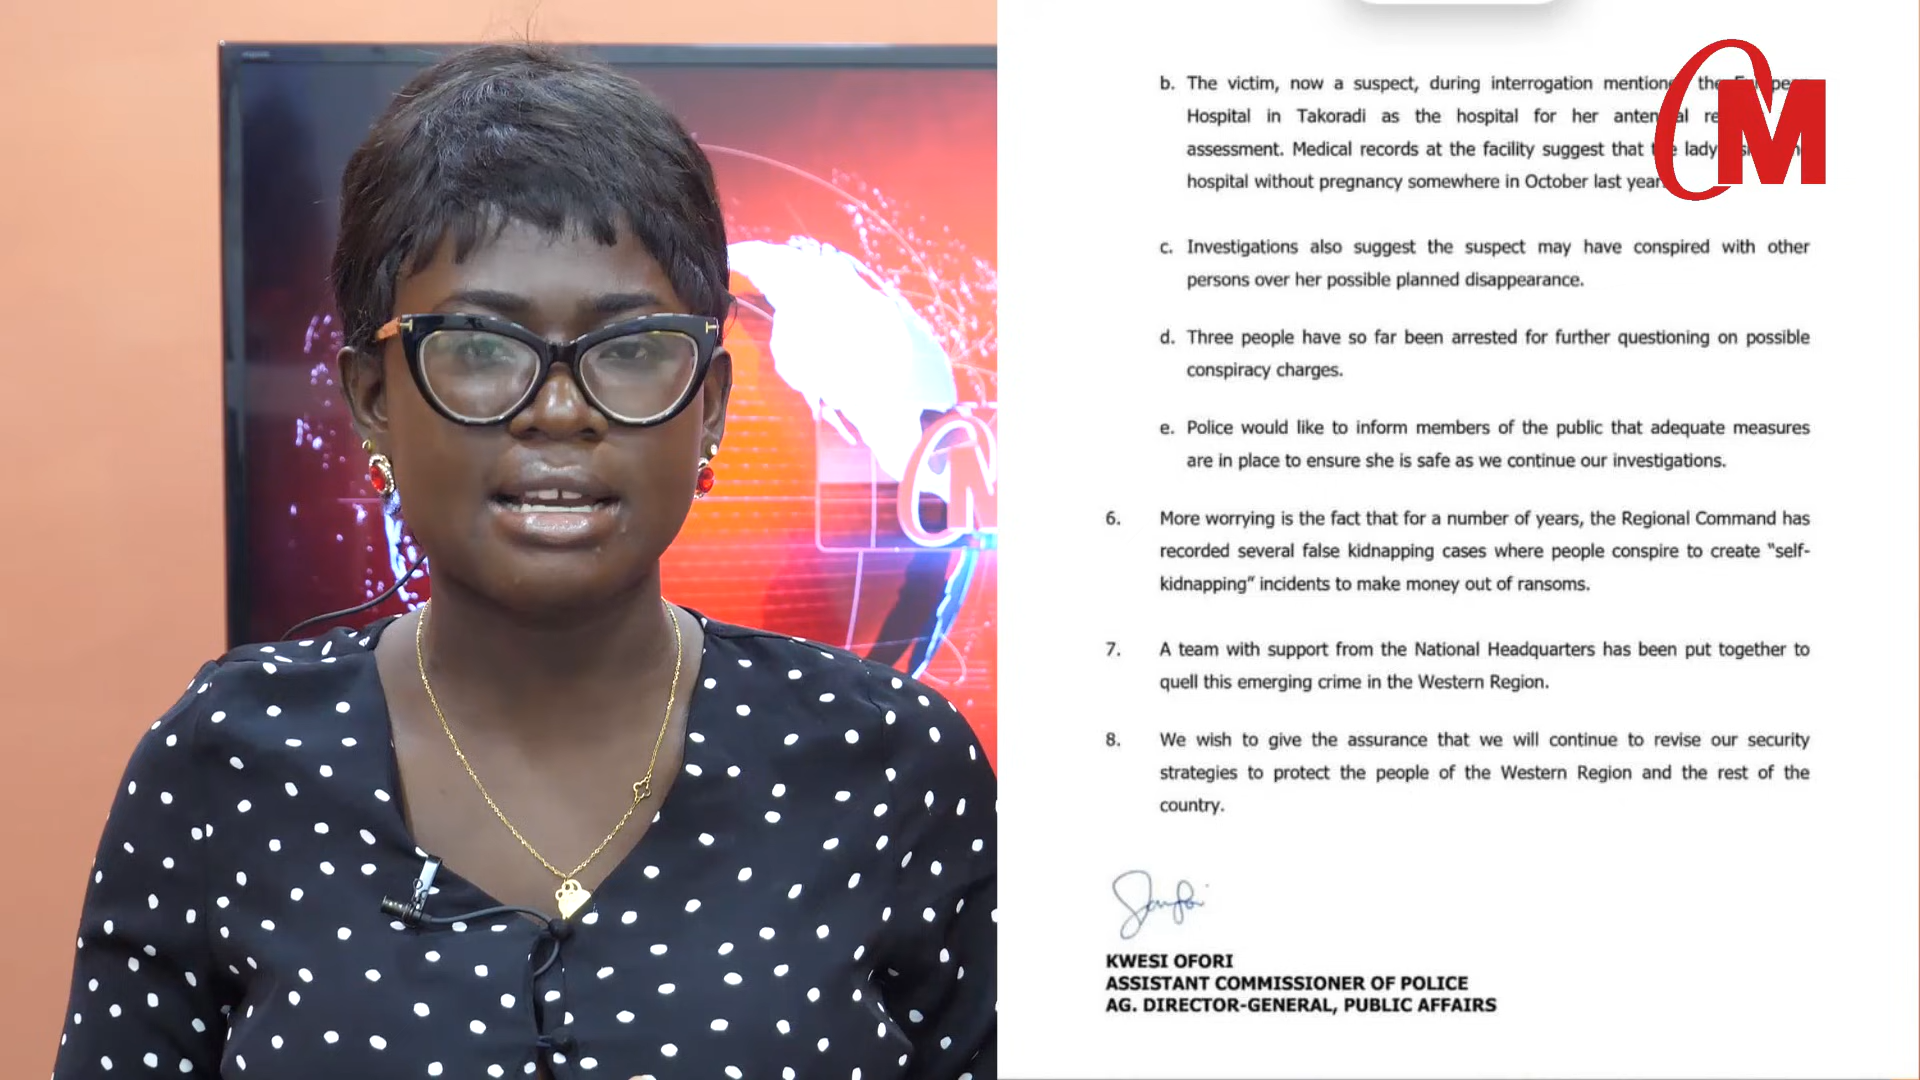 b. The victim, now a suspect, during interrogation mentioned the European
Hospital in Takoradi as the hospital for her antenatal
assessment. Medical records at the facility suggest that the lady
hospital without pregnancy somewhere in October last year
c. Investigations also suggest the suspect may have conspired with other
persons over her possible planned disappearance.
d. Three people have so far been arrested for further questioning on possible
conspiracy charges.
e. Police would like to inform members of the public that adequate measures
are in place to ensure she is safe as we continue our investigations.
6. More worrying is the fact that for a number of years, the Regional Command has
recorded several false kidnapping cases where people conspire to create “self-
kidnapping” incidents to make money out of ransoms.
7. A team with support from the National Headquarters has been put together to
quell this emerging crime in the Western Region.
8. We wish to give the assurance that we will continue to revise our security
strategies to protect the people of the Western Region and the rest of the
country.
KWESI OFORI
ASSISTANT COMMISSIONER OF POLICE
AG. DIRECTOR-GENERAL, PUBLIC AFFAIRS
CM